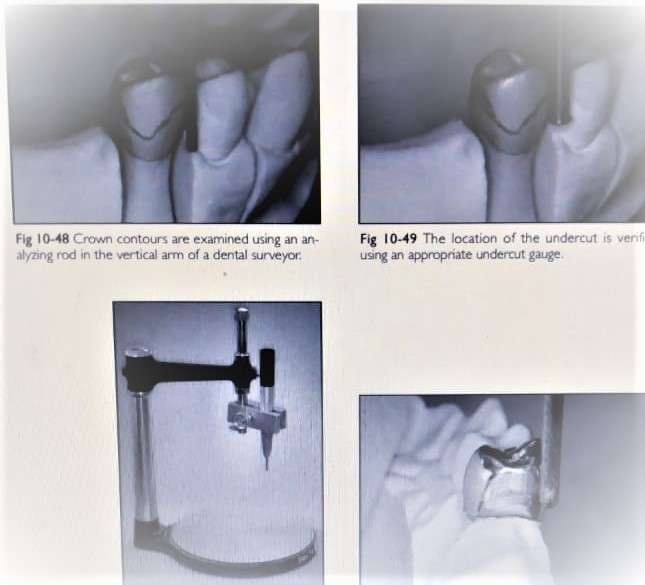 Fig 10-48 Crown contours are examined using an an-
alyzing rod in the vertical arm of a dental surveyor.
Fig 10-49 The location of the undercut is verifi
using an appropriate undercut gauge.